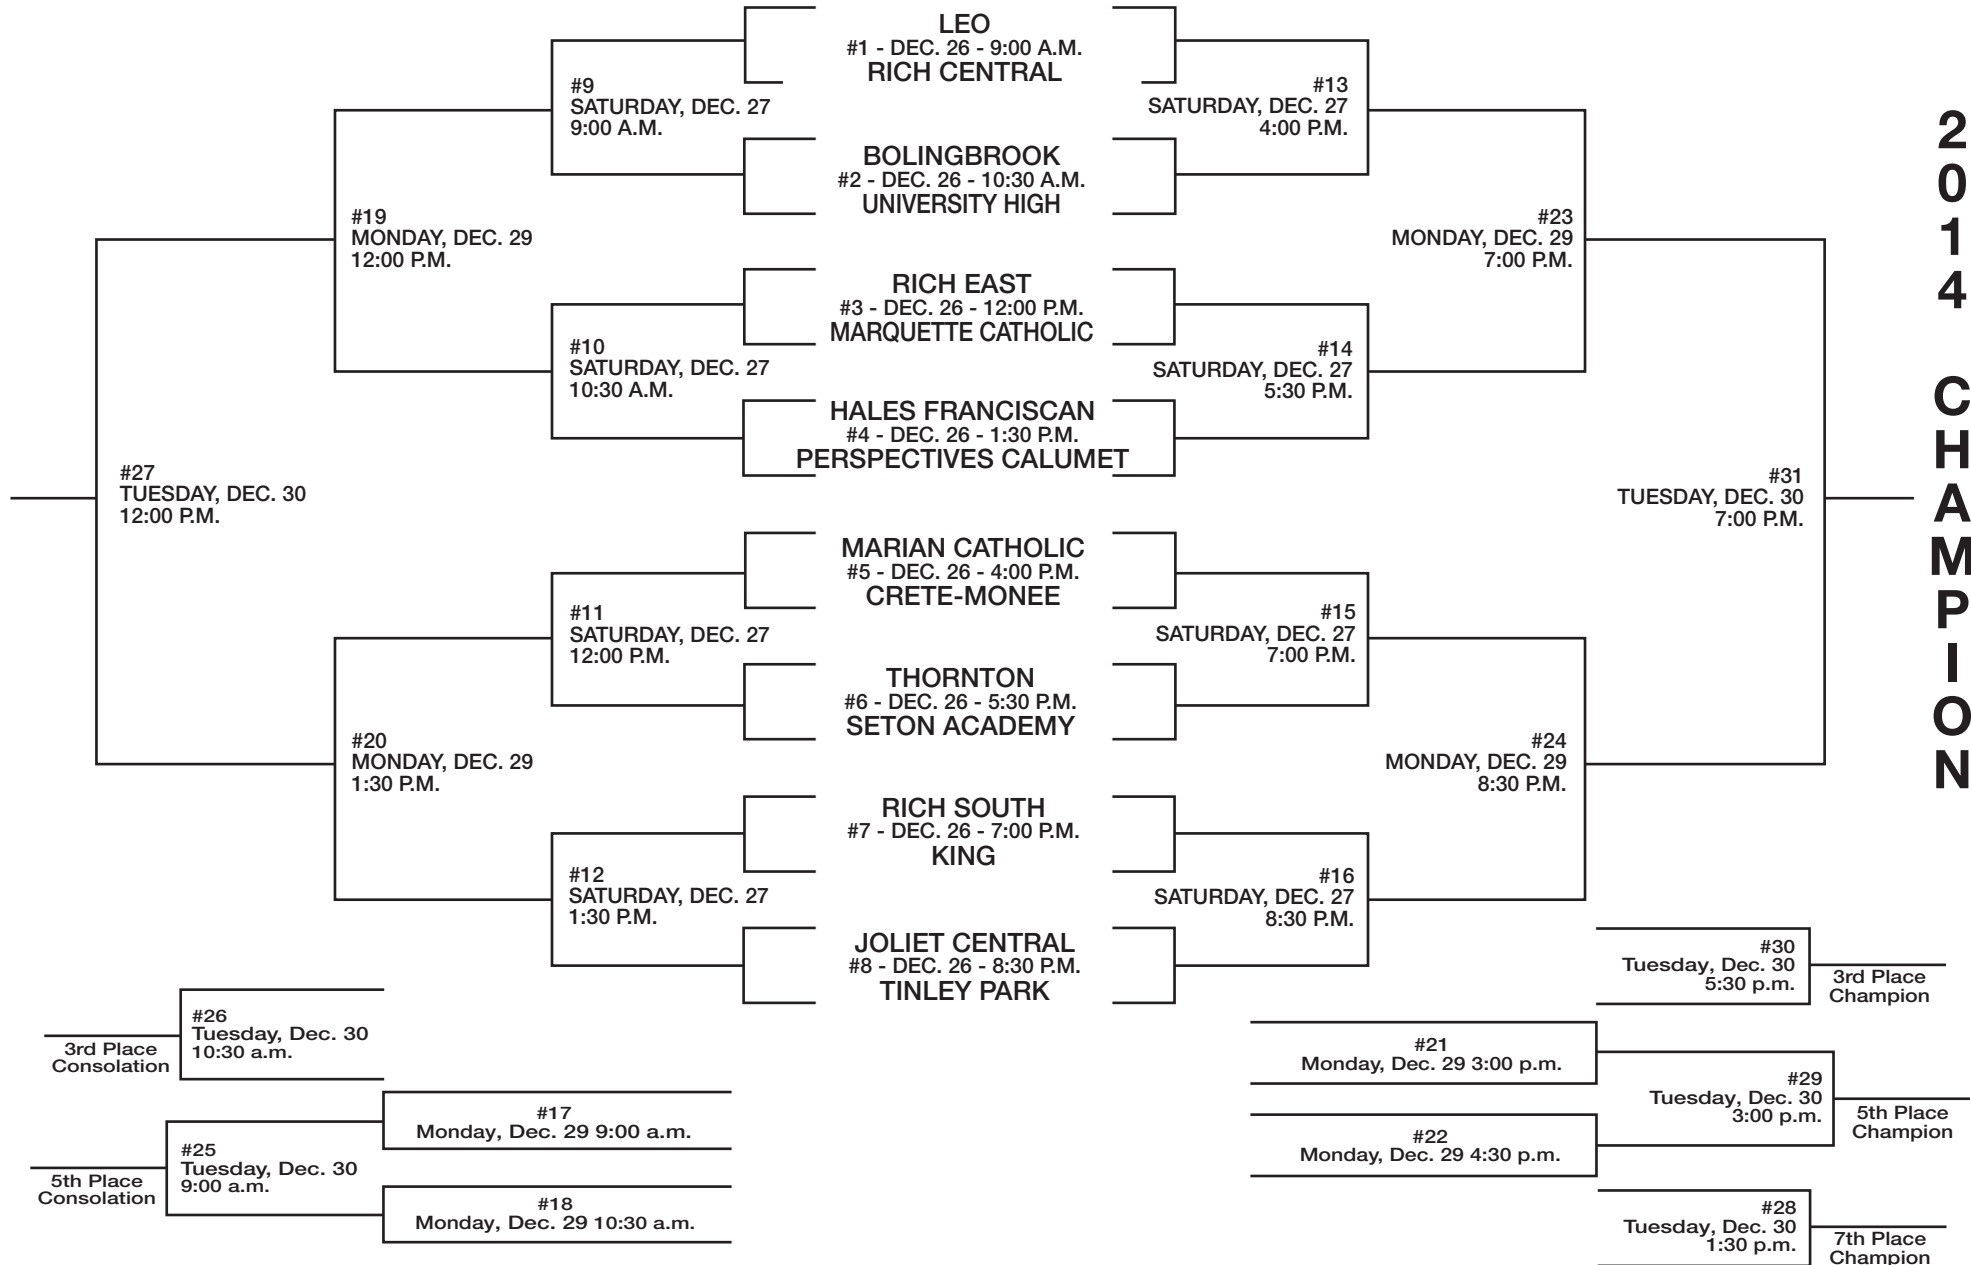 LEO
#1 - DEC. 26 - 9:00 A.M.
RICH CENTRAL
#9
SATURDAY, DEC. 27
9:00 A.M.
#13
SATURDAY, DEC. 27
4:00 P.M.
BOLINGBROOK
#2 - DEC. 26 - 10:30 A.M.
UNIVERSITY HIGH
#19
MONDAY, DEC. 29
12:00 P.M.
#23
MONDAY, DEC. 29
7:00 P.M.
RICH EAST
#3 - DEC. 26 - 12:00 P.M.
MARQUETTE CATHOLIC
#10
SATURDAY, DEC. 27
10:30 A.M.
#14
SATURDAY, DEC. 27
5:30 P.M.
HALES FRANCISCAN
#4 - DEC. 26 - 1:30 P.M.
PERSPECTIVES CALUMET
#27
TUESDAY, DEC. 30
12:00 P.M.
#31
TUESDAY, DEC. 30
7:00 P.M.
2014 CHAMPION
MARIAN CATHOLIC
#5 - DEC. 26 - 4:00 P.M.
CRETE-MONEE
#11
SATURDAY, DEC. 27
12:00 P.M.
#15
SATURDAY, DEC. 27
7:00 P.M.
THORNTON
#6 - DEC. 26 - 5:30 P.M.
SETON ACADEMY
#20
MONDAY, DEC. 29
1:30 P.M.
#24
MONDAY, DEC. 29
8:30 P.M.
RICH SOUTH
#7 - DEC. 26 - 7:00 P.M.
KING
#12
SATURDAY, DEC. 27
1:30 P.M.
#16
SATURDAY, DEC. 27
8:30 P.M.
JOLIET CENTRAL
#8 - DEC. 26 - 8:30 P.M.
TINLEY PARK
#30
Tuesday, Dec. 30
5:30 p.m.
3rd Place
Champion
#26
Tuesday, Dec. 30
10:30 a.m.
3rd Place
Consolation
#21
Monday, Dec. 29 3:00 p.m.
#29
Tuesday, Dec. 30
3:00 p.m.
5th Place
Champion
#17
Monday, Dec. 29 9:00 a.m.
#22
Monday, Dec. 29 4:30 p.m.
#25
Tuesday, Dec. 30
9:00 a.m.
5th Place
Consolation
#18
Monday, Dec. 29 10:30 a.m.
#28
Tuesday, Dec. 30
1:30 p.m.
7th Place
Champion